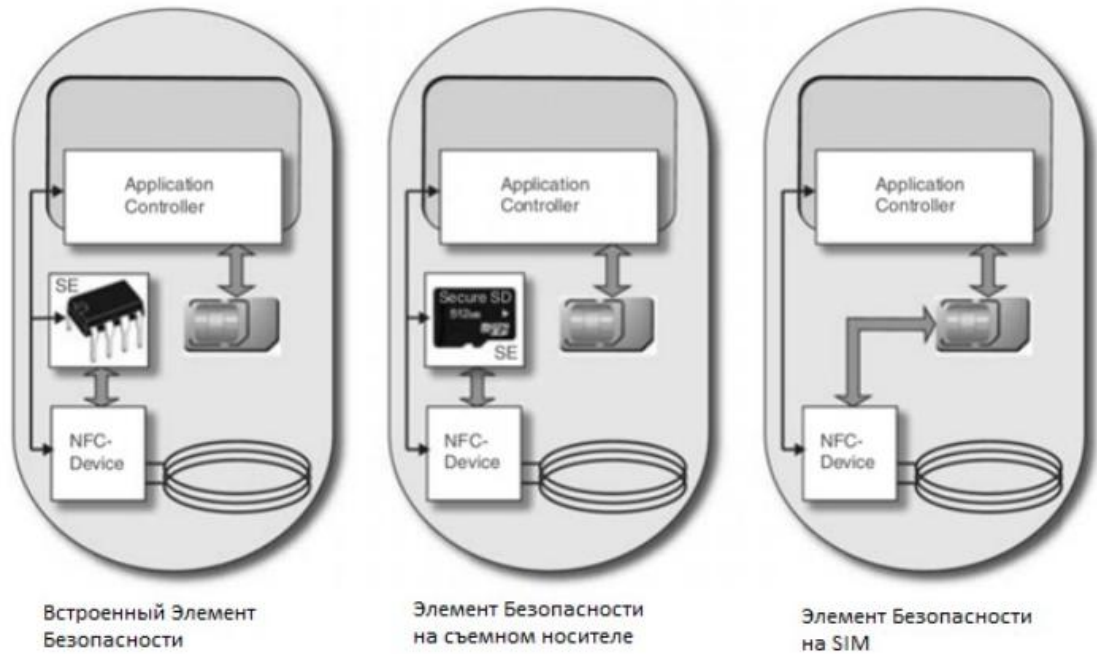 Application
Controller
SE
NFC-
Device
Встроенный Элемент
Безопасности
Application
Controller
Secure SD
512MB
SE
NFC-
Device
Элемент Безопасности
на съемном носителе
Application
Controller
NFC-
Device
Элемент Безопасности
на SIM